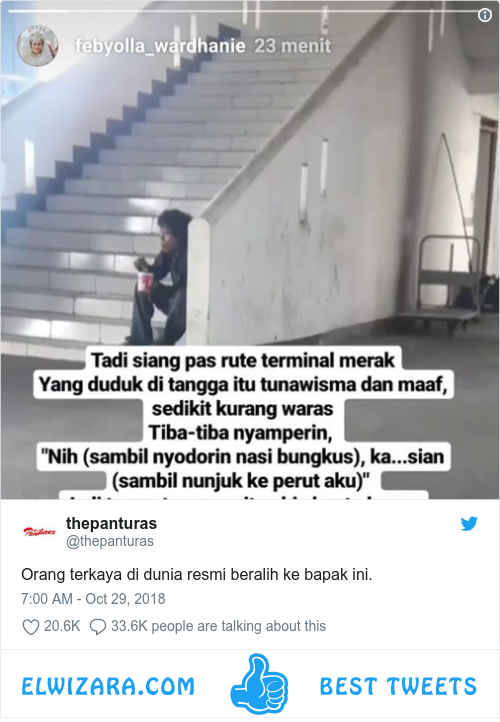 febyolla_wardhanie 23 menit
Tadi siang pas rute terminal merak
Yang duduk di tangga itu tunawisma dan maaf,
sedikit kurang waras
Tiba-tiba nyamperin,
"Nih (sambil nyodorin nasi bungkus), ka...sian
(sambil nunjuk ke perut aku)"
thepanturas
@thepanturas
Orang terkaya di dunia resmi beralih ke bapak ini.
7:00 AM - Oct 29, 2018
20.6K 33.6K people are talking about this
ELWIZARA.COM BEST TWEETS